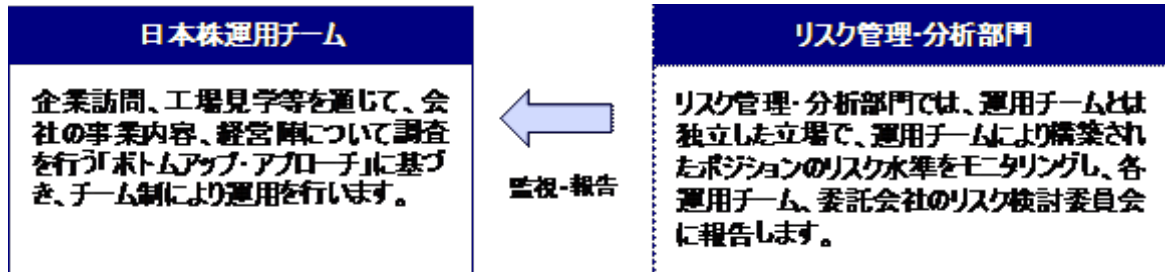 日本株運用チーム
企業訪問、工場見学等を通じて、会
社の事業内容、経営陣について調査
を行う「ボトムアップ・アプローチ」に基づ
き、チーム制により運用を行います。
監視・報告
リスク管理・分析部門
リスク管理・分析部門では、運用チームとは
独立した立場で、運用チームにより構築され
たポジションのリスク水準をモニタリングし、各
運用チーム、委託会社のリスク検討委員会
に報告します。